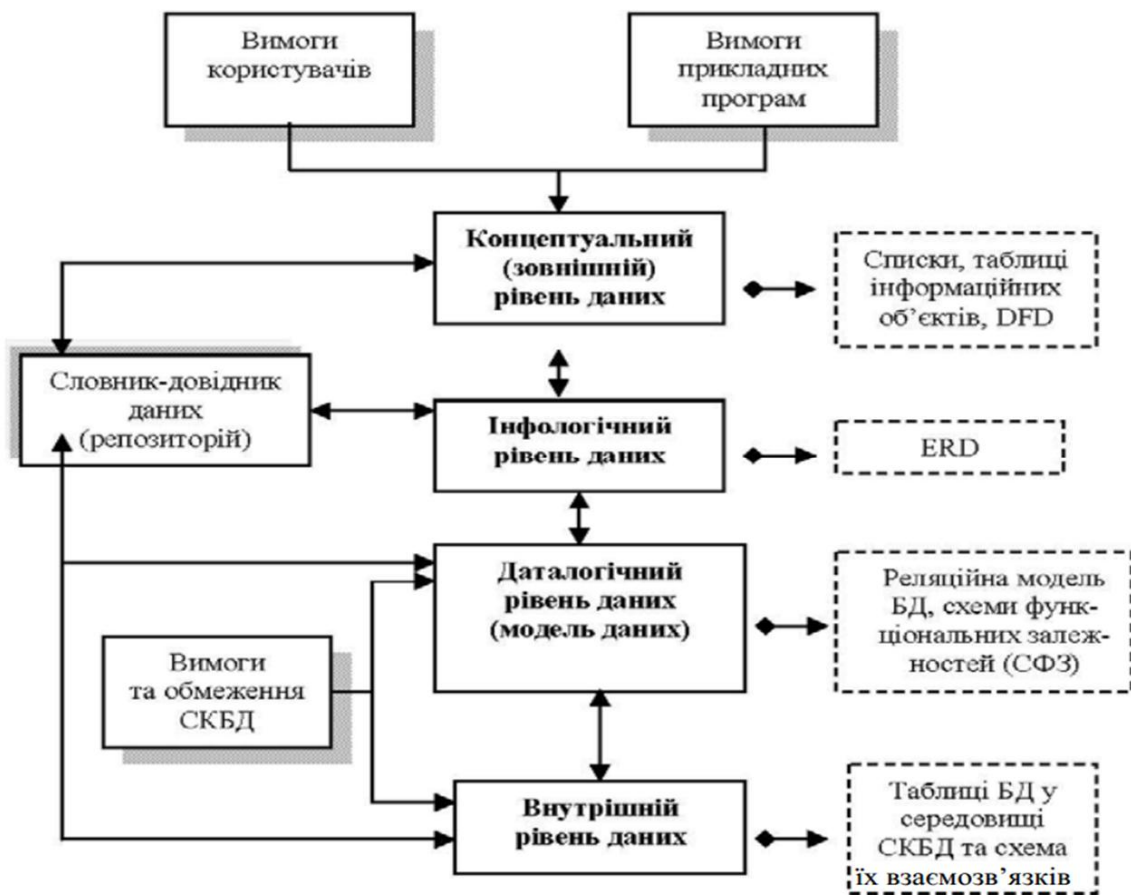 Вимоги
користувачів
Вимоги
прикладних
програм
Концептуальний
(зовнішній)
рівень даних
Списки, таблиці
інформаційних
об’єктів, DFD
Словник-довідник
даних
(репозиторій)
Інфологічний
рівень даних
ERD
Даталогічний
рівень даних
(модель даних)
Реляційна модель
БД, схеми функ-
ціональних залеж-
ностей (СФЗ)
Вимоги
та обмеження
СКБД
Внутрішній
рівень даних
Таблиці БД у
середовищі
СКБД та схема
їх взаємозв’язків